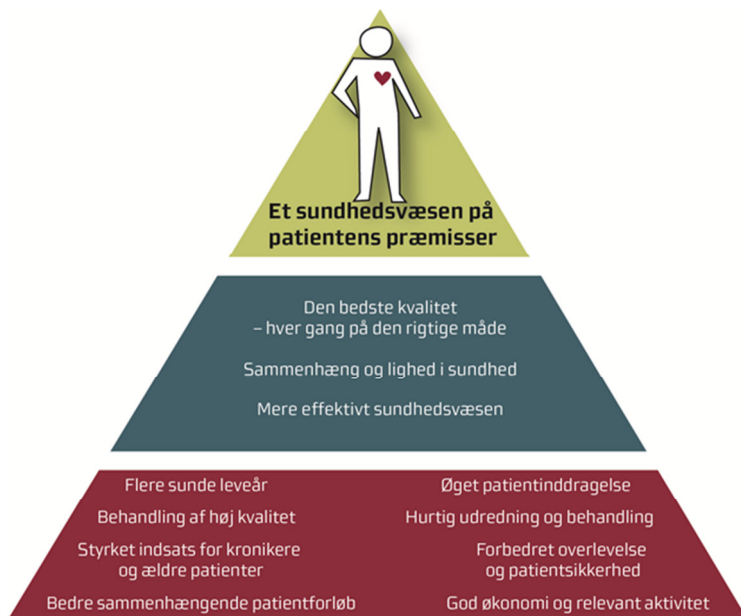 Et sundhedsvæsen på
patientens præmisser
Den bedste kvalitet
– hver gang på den rigtige måde
Sammenhæng og lighed i sundhed
Mere effektivt sundhedsvæsen
Flere sunde leveår
Behandling af høj kvalitet
Styrket indsats for kronikere
og ældre patienter
Bedre sammenhængende patientforløb
Øget patientinddragelse
Hurtig udredning og behandling
Forbedret overlevelse
og patientsikkerhed
God økonomi og relevant aktivitet